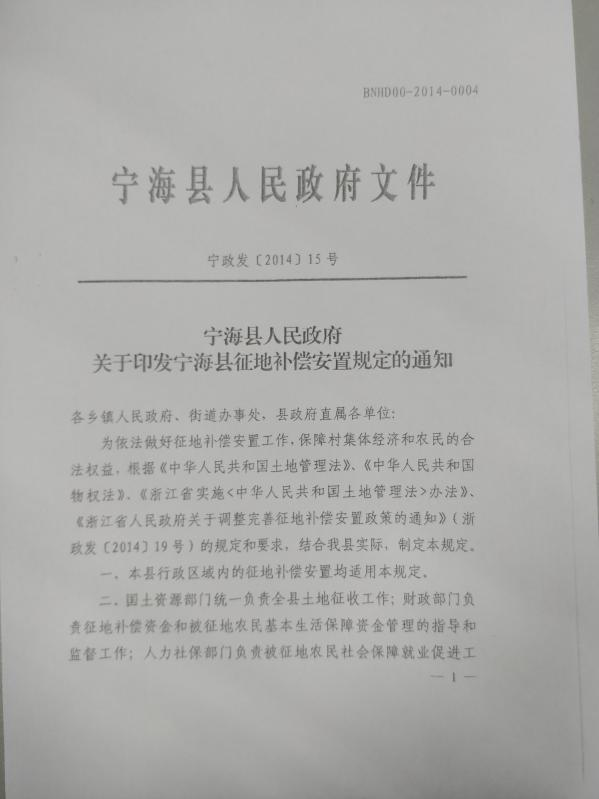 BNHD00-2014-0004
宁海县人民政府文件
宁政发〔2014〕15号
宁海县人民政府
关于印发宁海县征地补偿安置规定的通知
各乡镇人民政府、街道办事处，县政府直属各单位：
为依法做好征地补偿安置工作，保障村集体经济和农民的合
法权益，根据《中华人民共和国土地管理法》、《中华人民共和国
物权法》、《浙江省实施<中华人民共和国土地管理法>办法》、
《浙江省人民政府关于调整完善征地补偿安置政策的通知》（浙
政发〔2014〕19号）的规定和要求，结合我县实际，制定本规定。
一、本县行政区域内的征地补偿安置均适用本规定。
二、国土资源部门统一负责全县土地征收工作；财政部门负
责征地补偿资金和被征地农民基本生活保障资金管理的指导和
监督工作；人力社保部门负责被征地农民社会保障就业促进工
— 1 —